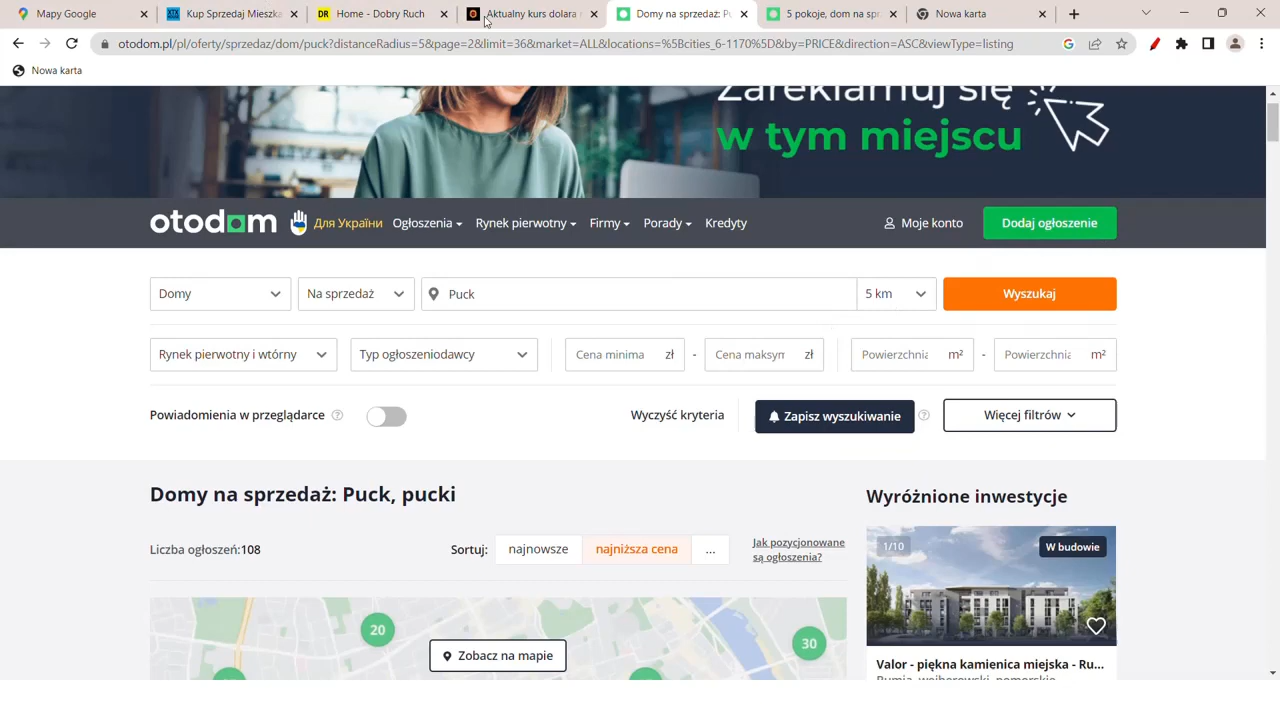 Mapy Google
Kup Sprzedaj Mieszka
DR Home - Dobry Ruch
Aktualny kurs dolara
Domy na sprzedaż: Pu
5 pokoje, dom na spr
Nowa karta
otodom.pl/pl/oferty/sprzedaz/dom/puck?distanceRadius=5&page=2&limit=36&market=ALL&locations=%5Bcities_6-1170%5D&by=PRICE&direction=ASC&viewType=listing
Nowa karta
Zareklamuj się
w tym miejscu
otodom Для України Ogłoszenia Rynek pierwotny Firmy Porady Kredyty Moje konto Dodaj ogłoszenie
Domy Na sprzedaż Puck 5 km Wyszukaj
Rynek pierwotny i wtórny Typ ogłoszeniodawcy Cena minima zł - Cena maksym zł Powierzchnia m² - Powierzchnia m²
Powiadomienia w przeglądarce ? Wyczyść kryteria Zapisz wyszukiwanie ? Więcej filtrów
Domy na sprzedaż: Puck, pucki
Liczba ogłoszeń:108
Sortuj: najnowsze najniższa cena ...
Jak pozycjonowane
są ogłoszenia?
20
30
Zobacz na mapie
Wyróżnione inwestycje
1/10 W budowie
Valor - piękna kamienica miejska - Ru...
Rumia, wejherowski, pomorskie